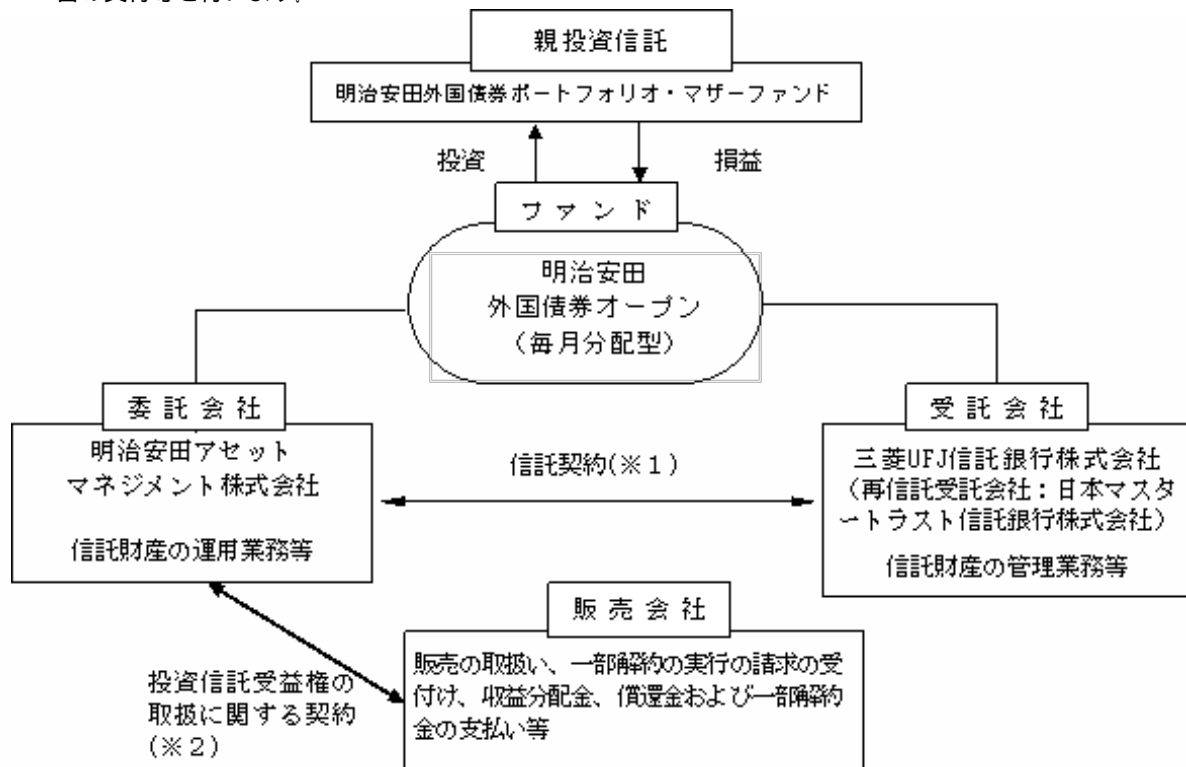 親投資信託
明治安田外国債券ポートフォリオ・マザーファンド
投資
損益
ファンド
明治安田
外国債券オープン
（毎月分配型）
委託会社
明治安田アセット
マネジメント株式会社
信託財産の運用業務等
信託契約(※１)
受託会社
三菱UFJ信託銀行株式会社
（再信託受託会社：日本マスタ
ートラスト信託銀行株式会社）
信託財産の管理業務等
販売会社
販売の取扱い、一部解約の実行の請求の受
付け、収益分配金、償還金および一部解約
金の支払い等
投資信託受益権の
取扱に関する契約
(※２)